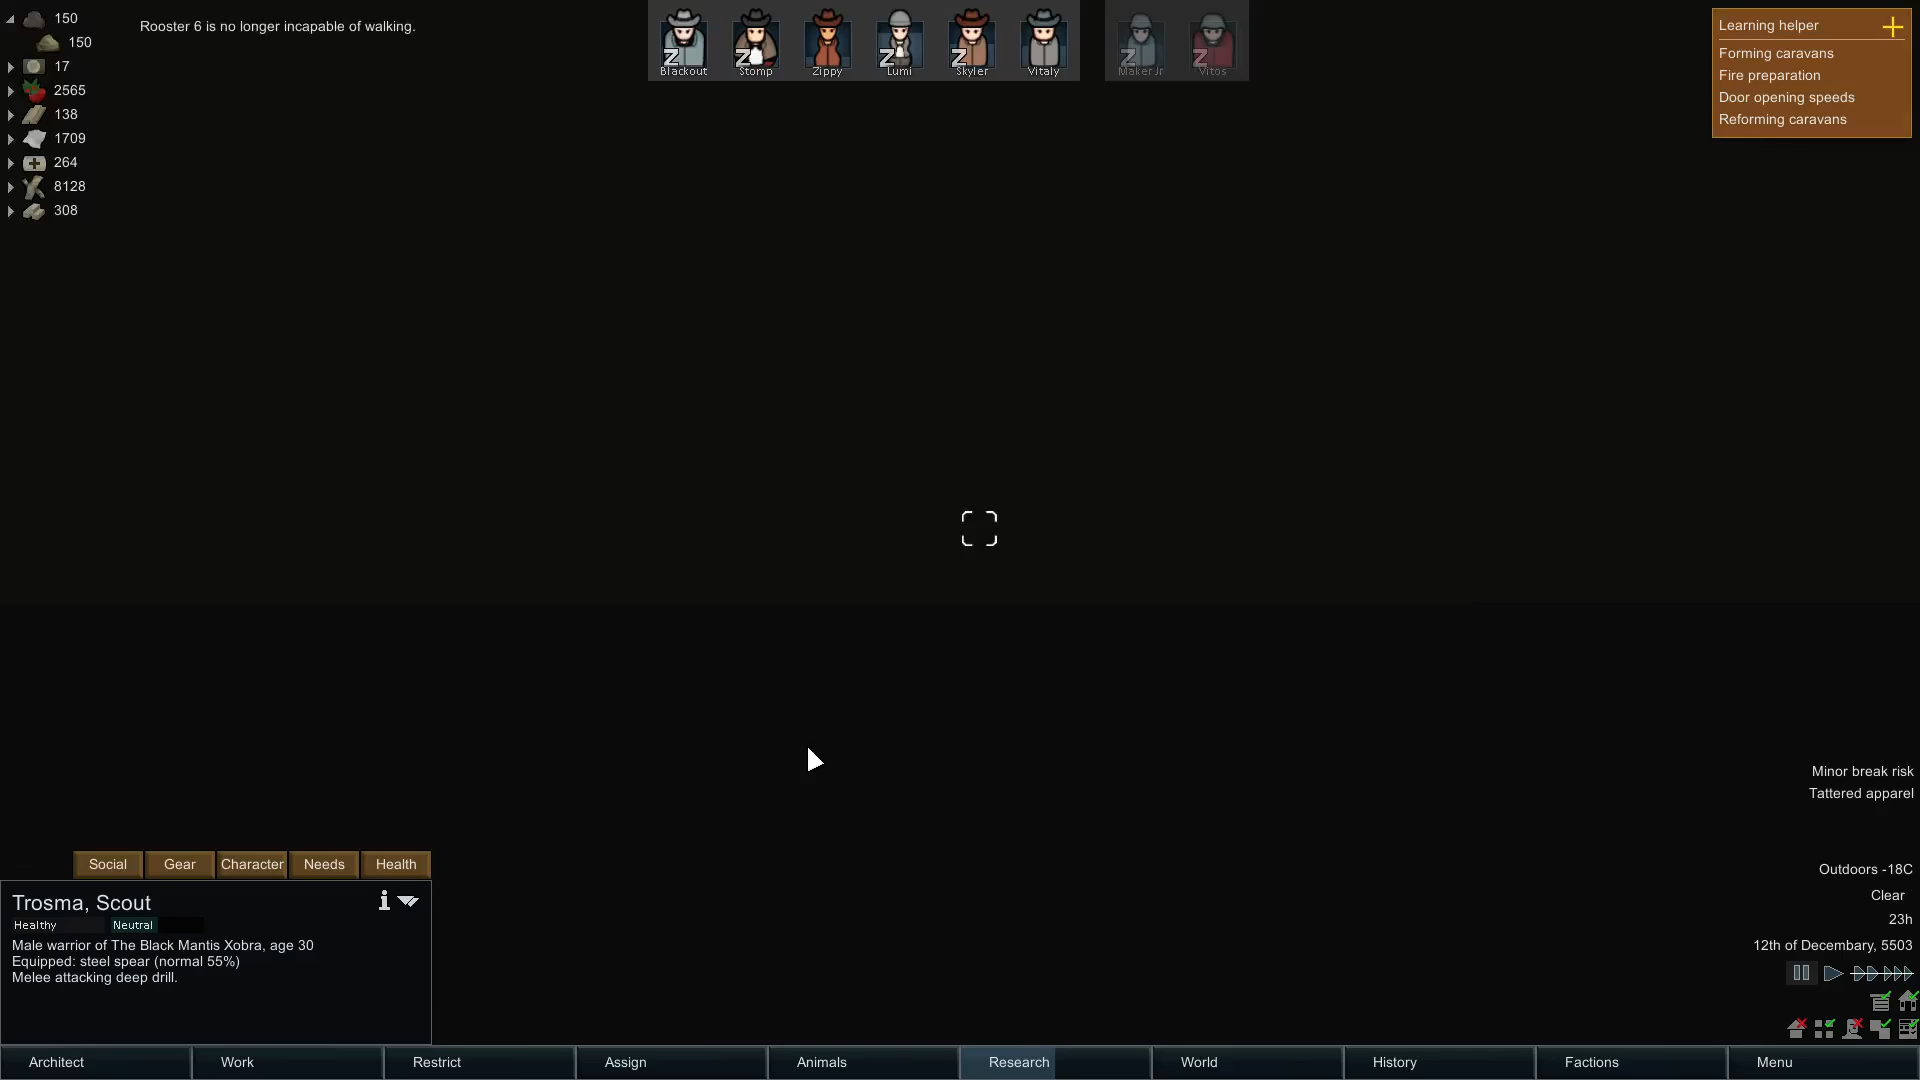 150
150
17
2565
138
1709
264
8128
308
Rooster 6 is no longer incapable of walking.
Z Blackout
Z Stomp
Zippy
Z Lumi
Z Skyler
Vitaly
Z MakerJr
Z Vitos
Learning helper
Forming caravans
Fire preparation
Door opening speeds
Reforming caravans
Minor break risk
Tattered apparel
Outdoors -18C
Clear
23h
12th of Decembary, 5503
Social Gear Character Needs Health
Trosma, Scout
Healthy Neutral
Male warrior of The Black Mantis Xobra, age 30
Equipped: steel spear (normal 55%)
Melee attacking deep drill.
Architect Work Restrict Assign Animals Research World History Factions Menu